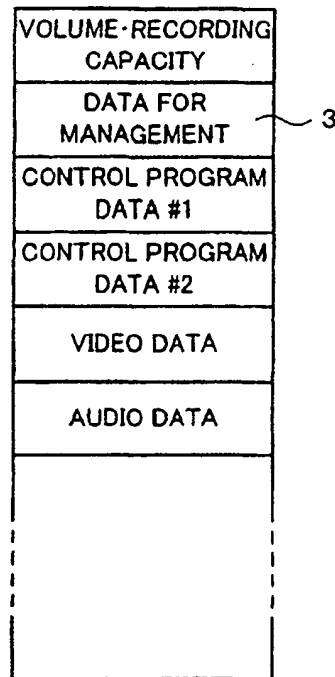 VOLUME·RECORDING
CAPACITY
DATA FOR
MANAGEMENT
3
CONTROL PROGRAM
DATA #1
CONTROL PROGRAM
DATA #2
VIDEO DATA
AUDIO DATA